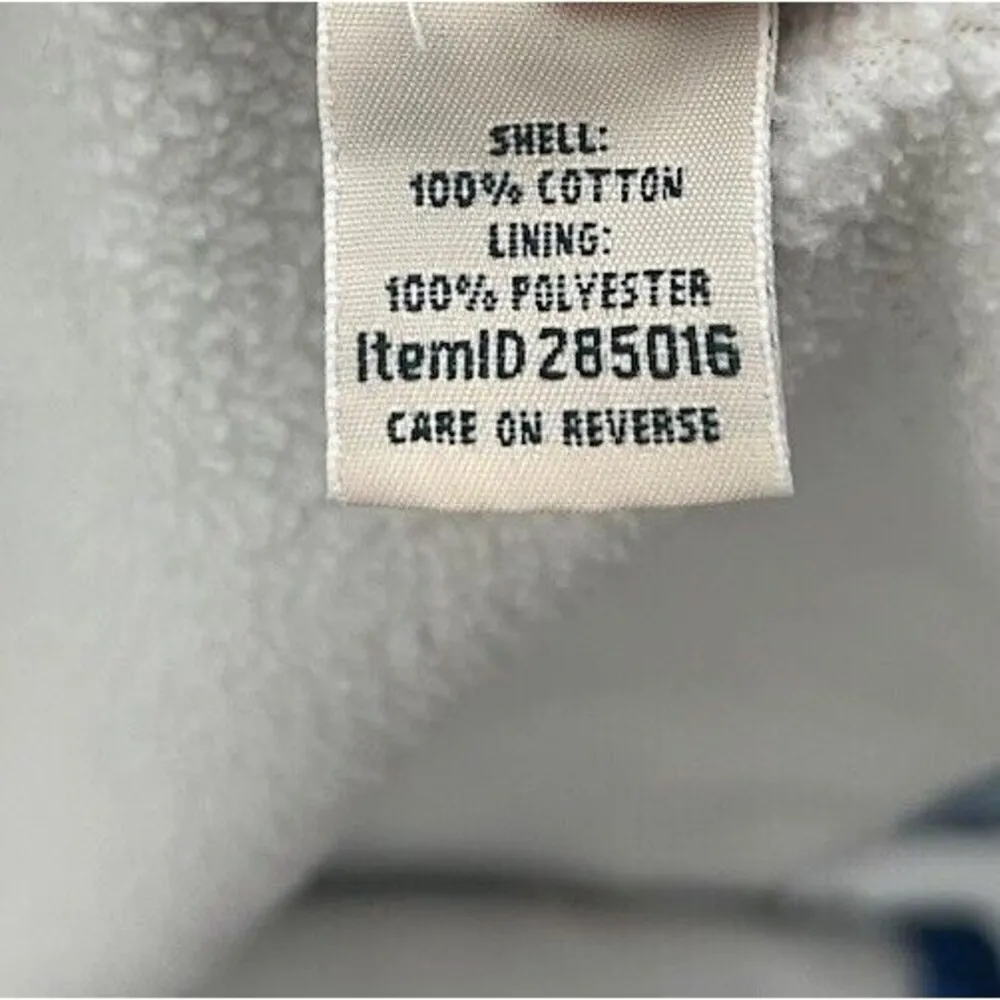 SHELL:
100% COTTON
LINING:
100% POLYESTER
ItemID 285016
CARE ON REVERSE